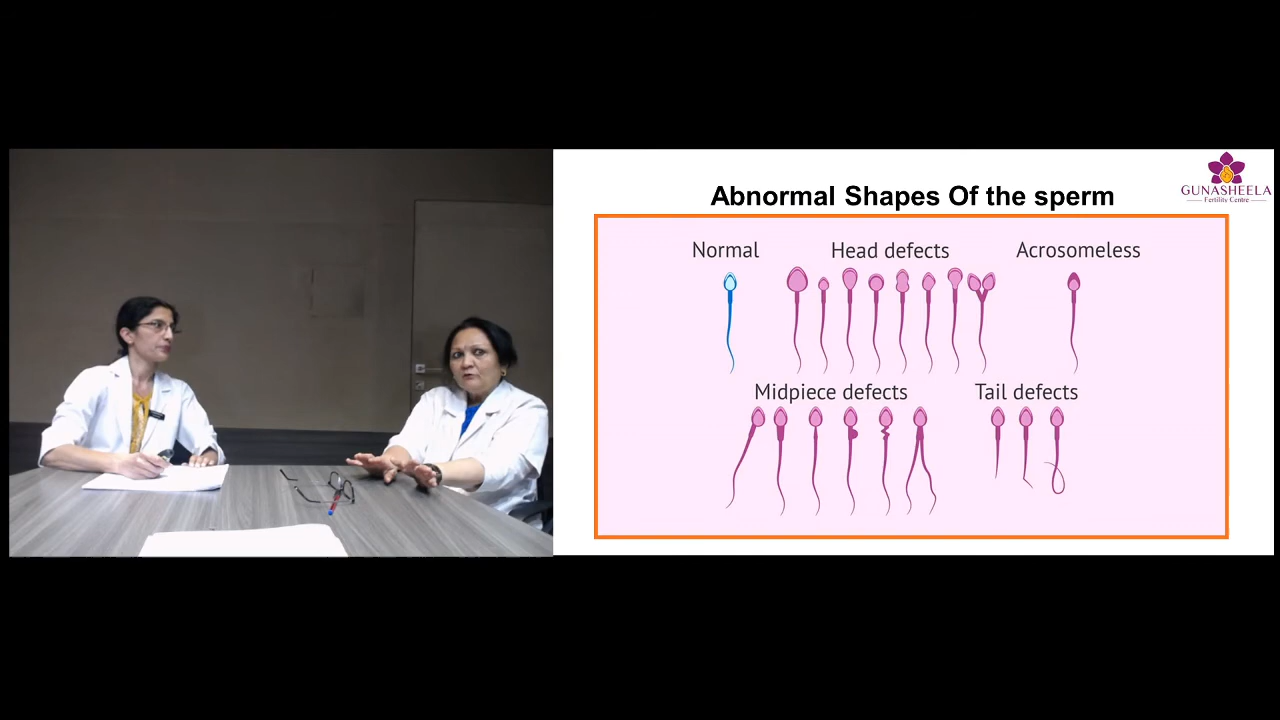 Abnormal Shapes Of the sperm
GUNASHEELA
Fertility Centre
Normal
Head defects
Acrosomeless
Midpiece defects
Tail defects